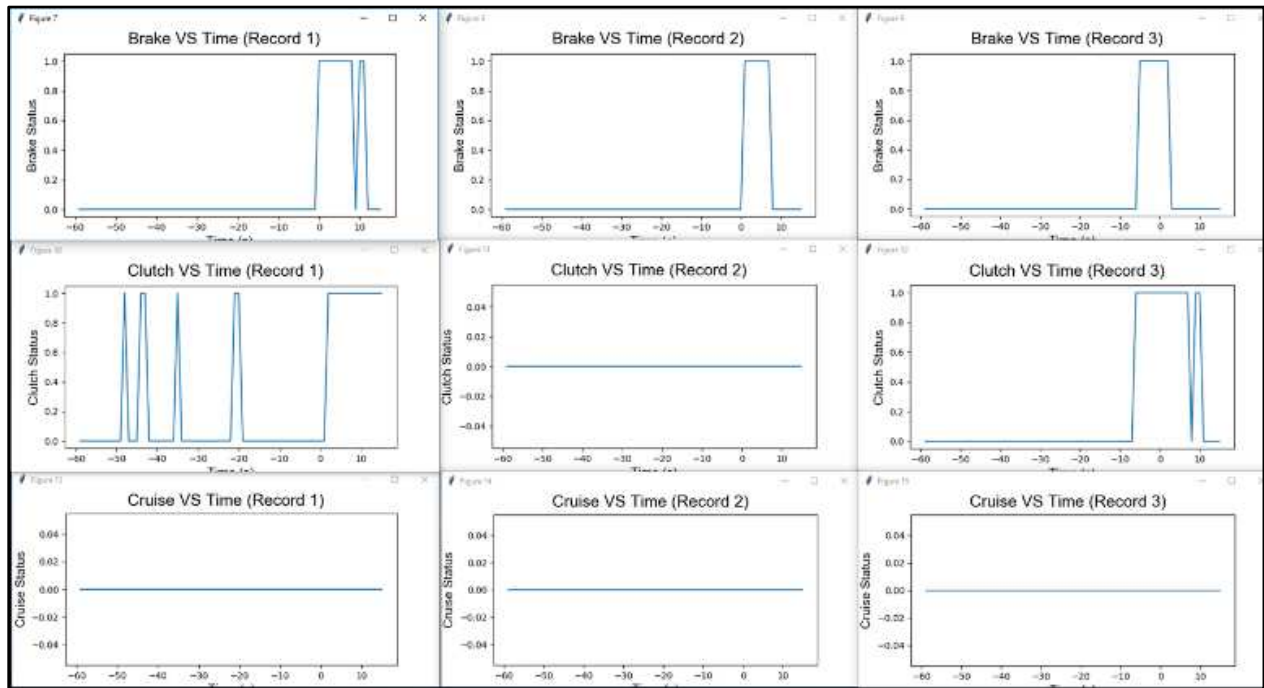 Figure 7
Brake VS Time (Record 1)
Brake Status
1.0
0.8
0.6
0.4
0.2
0.0
−60 −50 −40 −30 −20 −10 0 10
Brake VS Time (Record 2)
Brake Status
1.0
0.8
0.6
0.4
0.2
0.0
−60 −50 −40 −30 −20 −10 0 10
Brake VS Time (Record 3)
Brake Status
1.0
0.8
0.6
0.4
0.2
0.0
−60 −50 −40 −30 −20 −10 0 10
Figure 10
Clutch VS Time (Record 1)
Clutch Status
1.0
0.8
0.6
0.4
0.2
0.0
−60 −50 −40 −30 −20 −10 0 10
Clutch VS Time (Record 2)
Clutch Status
0.04
0.02
0.00
−0.02
−0.04
−60 −50 −40 −30 −20 −10 0 10
Figure 12
Clutch VS Time (Record 3)
Clutch Status
1.0
0.8
0.6
0.4
0.2
0.0
−60 −50 −40 −30 −20 −10 0 10
Figure 13
Cruise VS Time (Record 1)
Cruise Status
0.04
0.02
0.00
−0.02
−0.04
−60 −50 −40 −30 −20 −10 0 10
Figure 14
Cruise VS Time (Record 2)
Cruise Status
0.04
0.02
0.00
−0.02
−0.04
−60 −50 −40 −30 −20 −10 0 10
Figure 15
Cruise VS Time (Record 3)
Cruise Status
0.04
0.02
0.00
−0.02
−0.04
−60 −50 −40 −30 −20 −10 0 10